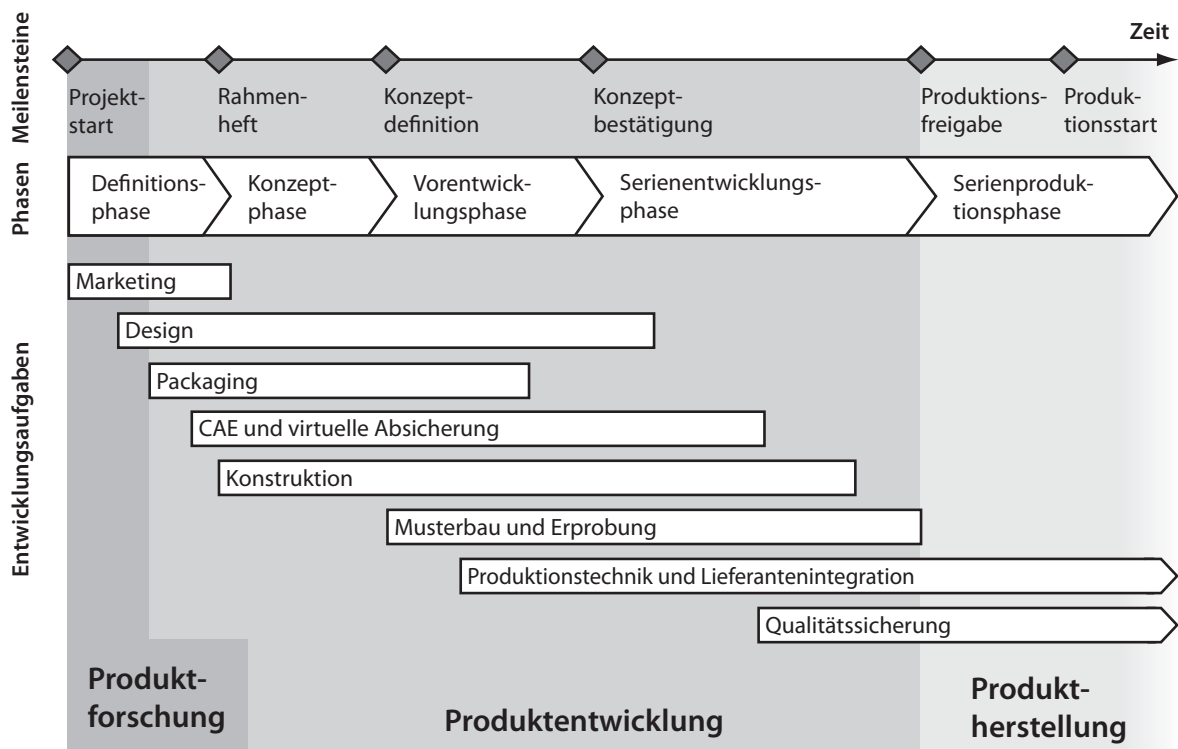 Zeit
Meilensteine
Projekt-
start
Rahmen-
heft
Konzept-
definition
Konzept-
bestätigung
Produktions-
freigabe
Produk-
tionsstart
Phasen
Definitions-
phase
Konzept-
phase
Vorentwick-
lungsphase
Serienentwicklungs-
phase
Serienproduk-
tionsphase
Entwicklungsaufgaben
Marketing
Design
Packaging
CAE und virtuelle Absicherung
Konstruktion
Musterbau und Erprobung
Produktionstechnik und Lieferantenintegration
Qualitätssicherung
Produkt-
forschung
Produktentwicklung
Produkt-
herstellung